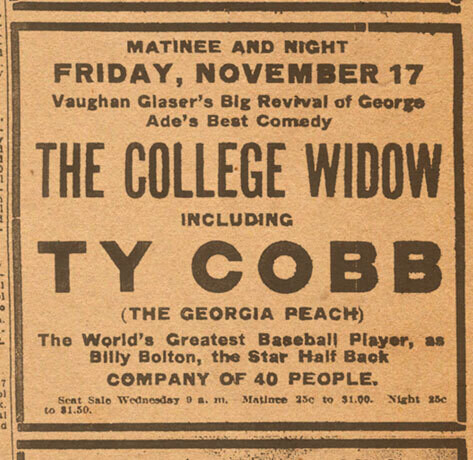 MATINEE AND NIGHT
FRIDAY, NOVEMBER 17
Vaughan Glaser's Big Revival of George
Ade's Best Comedy
THE COLLEGE WIDOW
INCLUDING
TY COBB
(THE GEORGIA PEACH)
The World's Greatest Baseball Player, as
Billy Bolton, the Star Half Back
COMPANY OF 40 PEOPLE.
Seat Sale Wednesday 9 a. m. Matinee 25c to $1.00. Night 25c
to $1.50.